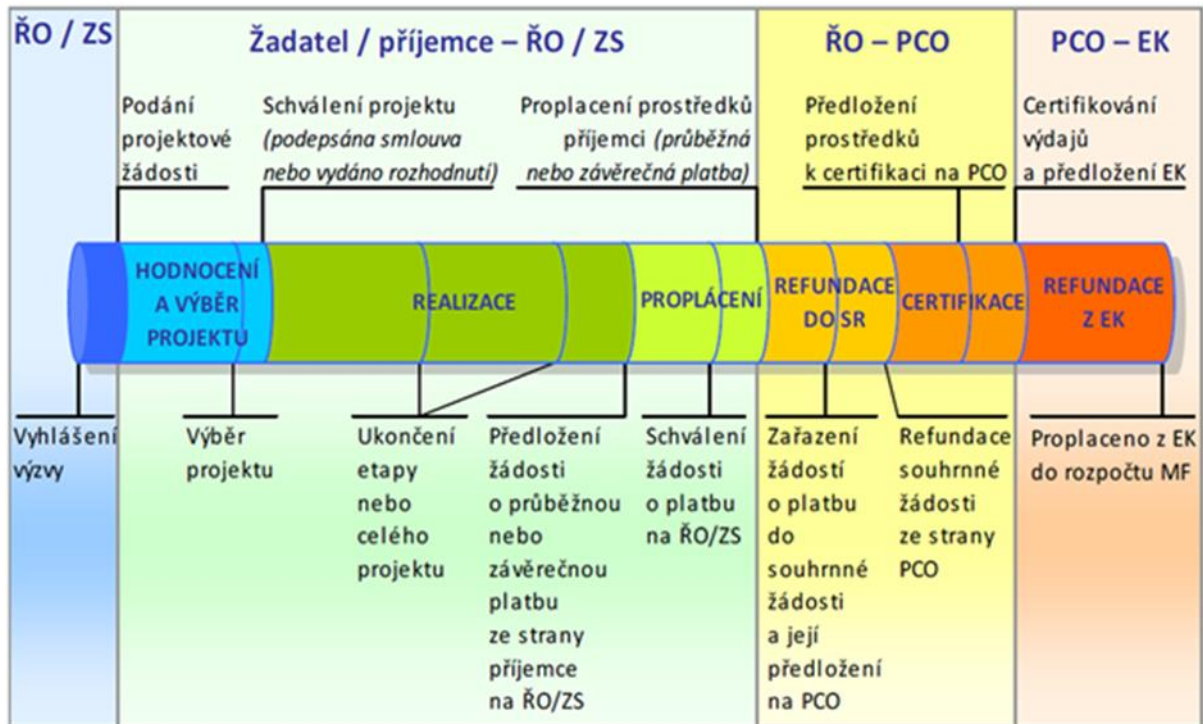 ŘO / ZS
Žadatel / příjemce – ŘO / ZS
ŘO – PCO
PCO – EK
Podání
projektové
žádosti
Schválení projektu
(podepsána smlouva
nebo vydáno rozhodnutí)
Proplacení prostředků
příjemci (průběžná
nebo závěrečná platba)
Předložení
prostředků
k certifikaci na PCO
Certifikování
výdajů
a předložení EK
HODNOCENÍ
A VÝBĚR
PROJEKTU
REALIZACE
PROPLÁCENÍ
REFUNDACE
DO SR
CERTIFIKACE
REFUNDACE
Z EK
Vyhlášení
výzvy
Výběr
projektu
Ukončení
etapy
nebo
celého
projektu
Předložení
žádosti
o průběžnou
nebo
závěrečnou
platbu
ze strany
příjemce
na ŘO/ZS
Schválení
žádosti
o platbu
na ŘO/ZS
Zařazení
žádostí
o platbu
do
souhrnné
žádosti
a její
předložení
na PCO
Refundace
souhrnné
žádosti
ze strany
PCO
Proplaceno z EK
do rozpočtu MF